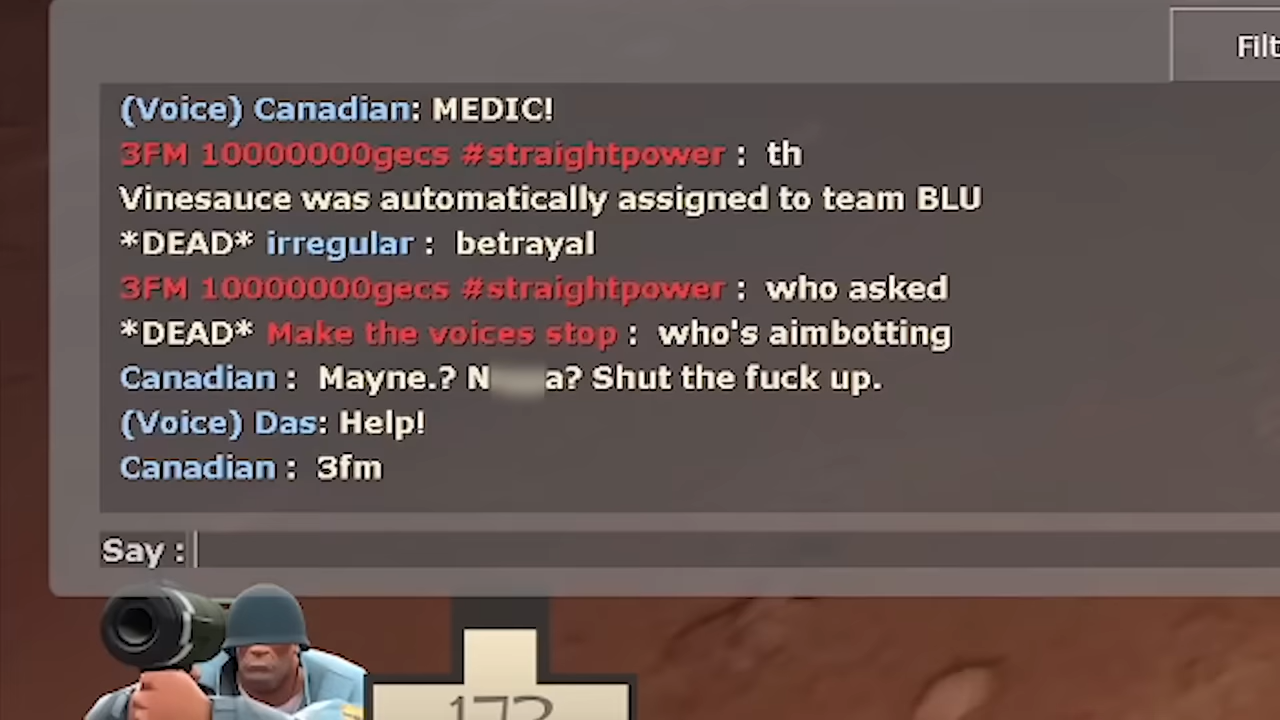 Filt
(Voice) Canadian: MEDIC!
3FM 10000000gecs #straightpower :  th
Vinesauce was automatically assigned to team BLU
*DEAD* irregular :  betrayal
3FM 10000000gecs #straightpower :  who asked
*DEAD* Make the voices stop :  who's aimbotting
Canadian :  Mayne.? Shut the fuck up.
(Voice) Das: Help!
Canadian :  3fm
Say :
172